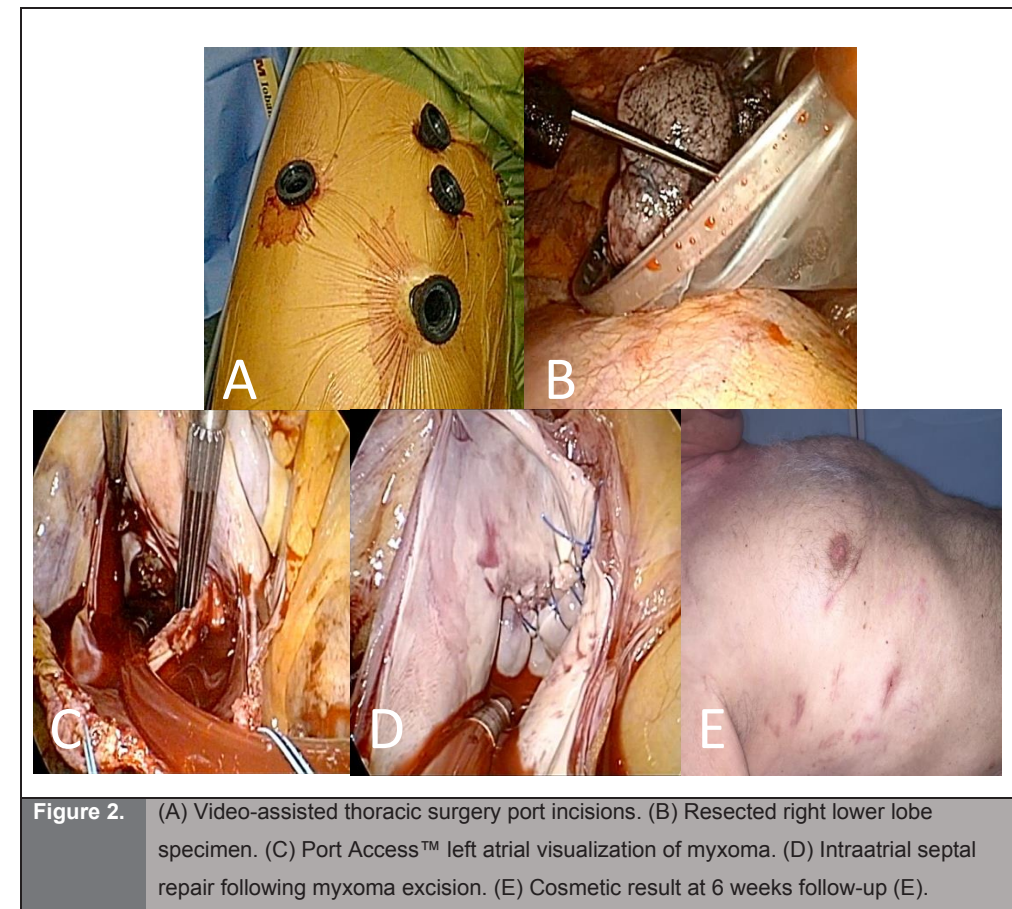 M Ioba
A
B
C
D
E
Figure 2.
(A) Video-assisted thoracic surgery port incisions. (B) Resected right lower lobe
specimen. (C) Port Access™ left atrial visualization of myxoma. (D) Intraatrial septal
repair following myxoma excision. (E) Cosmetic result at 6 weeks follow-up (E).